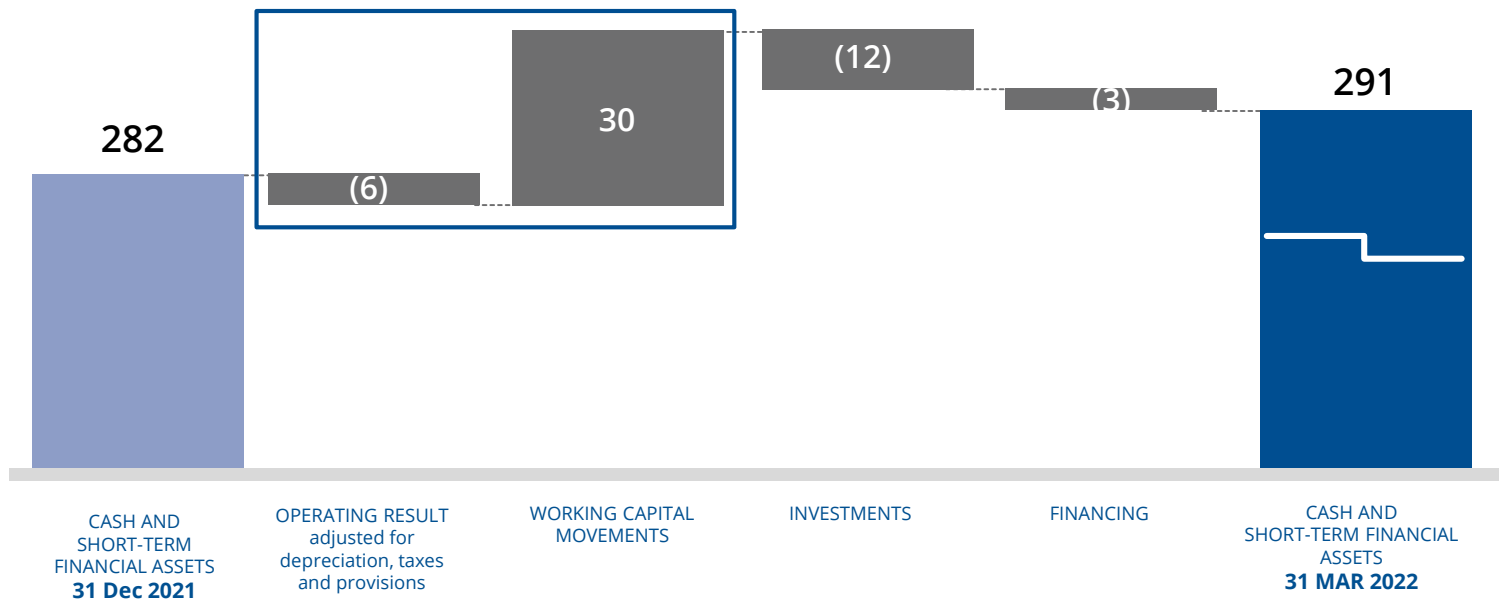 282
(6)
30
(12)
(3)
291
CASH AND
SHORT-TERM
FINANCIAL ASSETS
31 Dec 2021
OPERATING RESULT
adjusted for
depreciation, taxes
and provisions
WORKING CAPITAL
MOVEMENTS
INVESTMENTS
FINANCING
CASH AND
SHORT-TERM FINANCIAL
ASSETS
31 MAR 2022